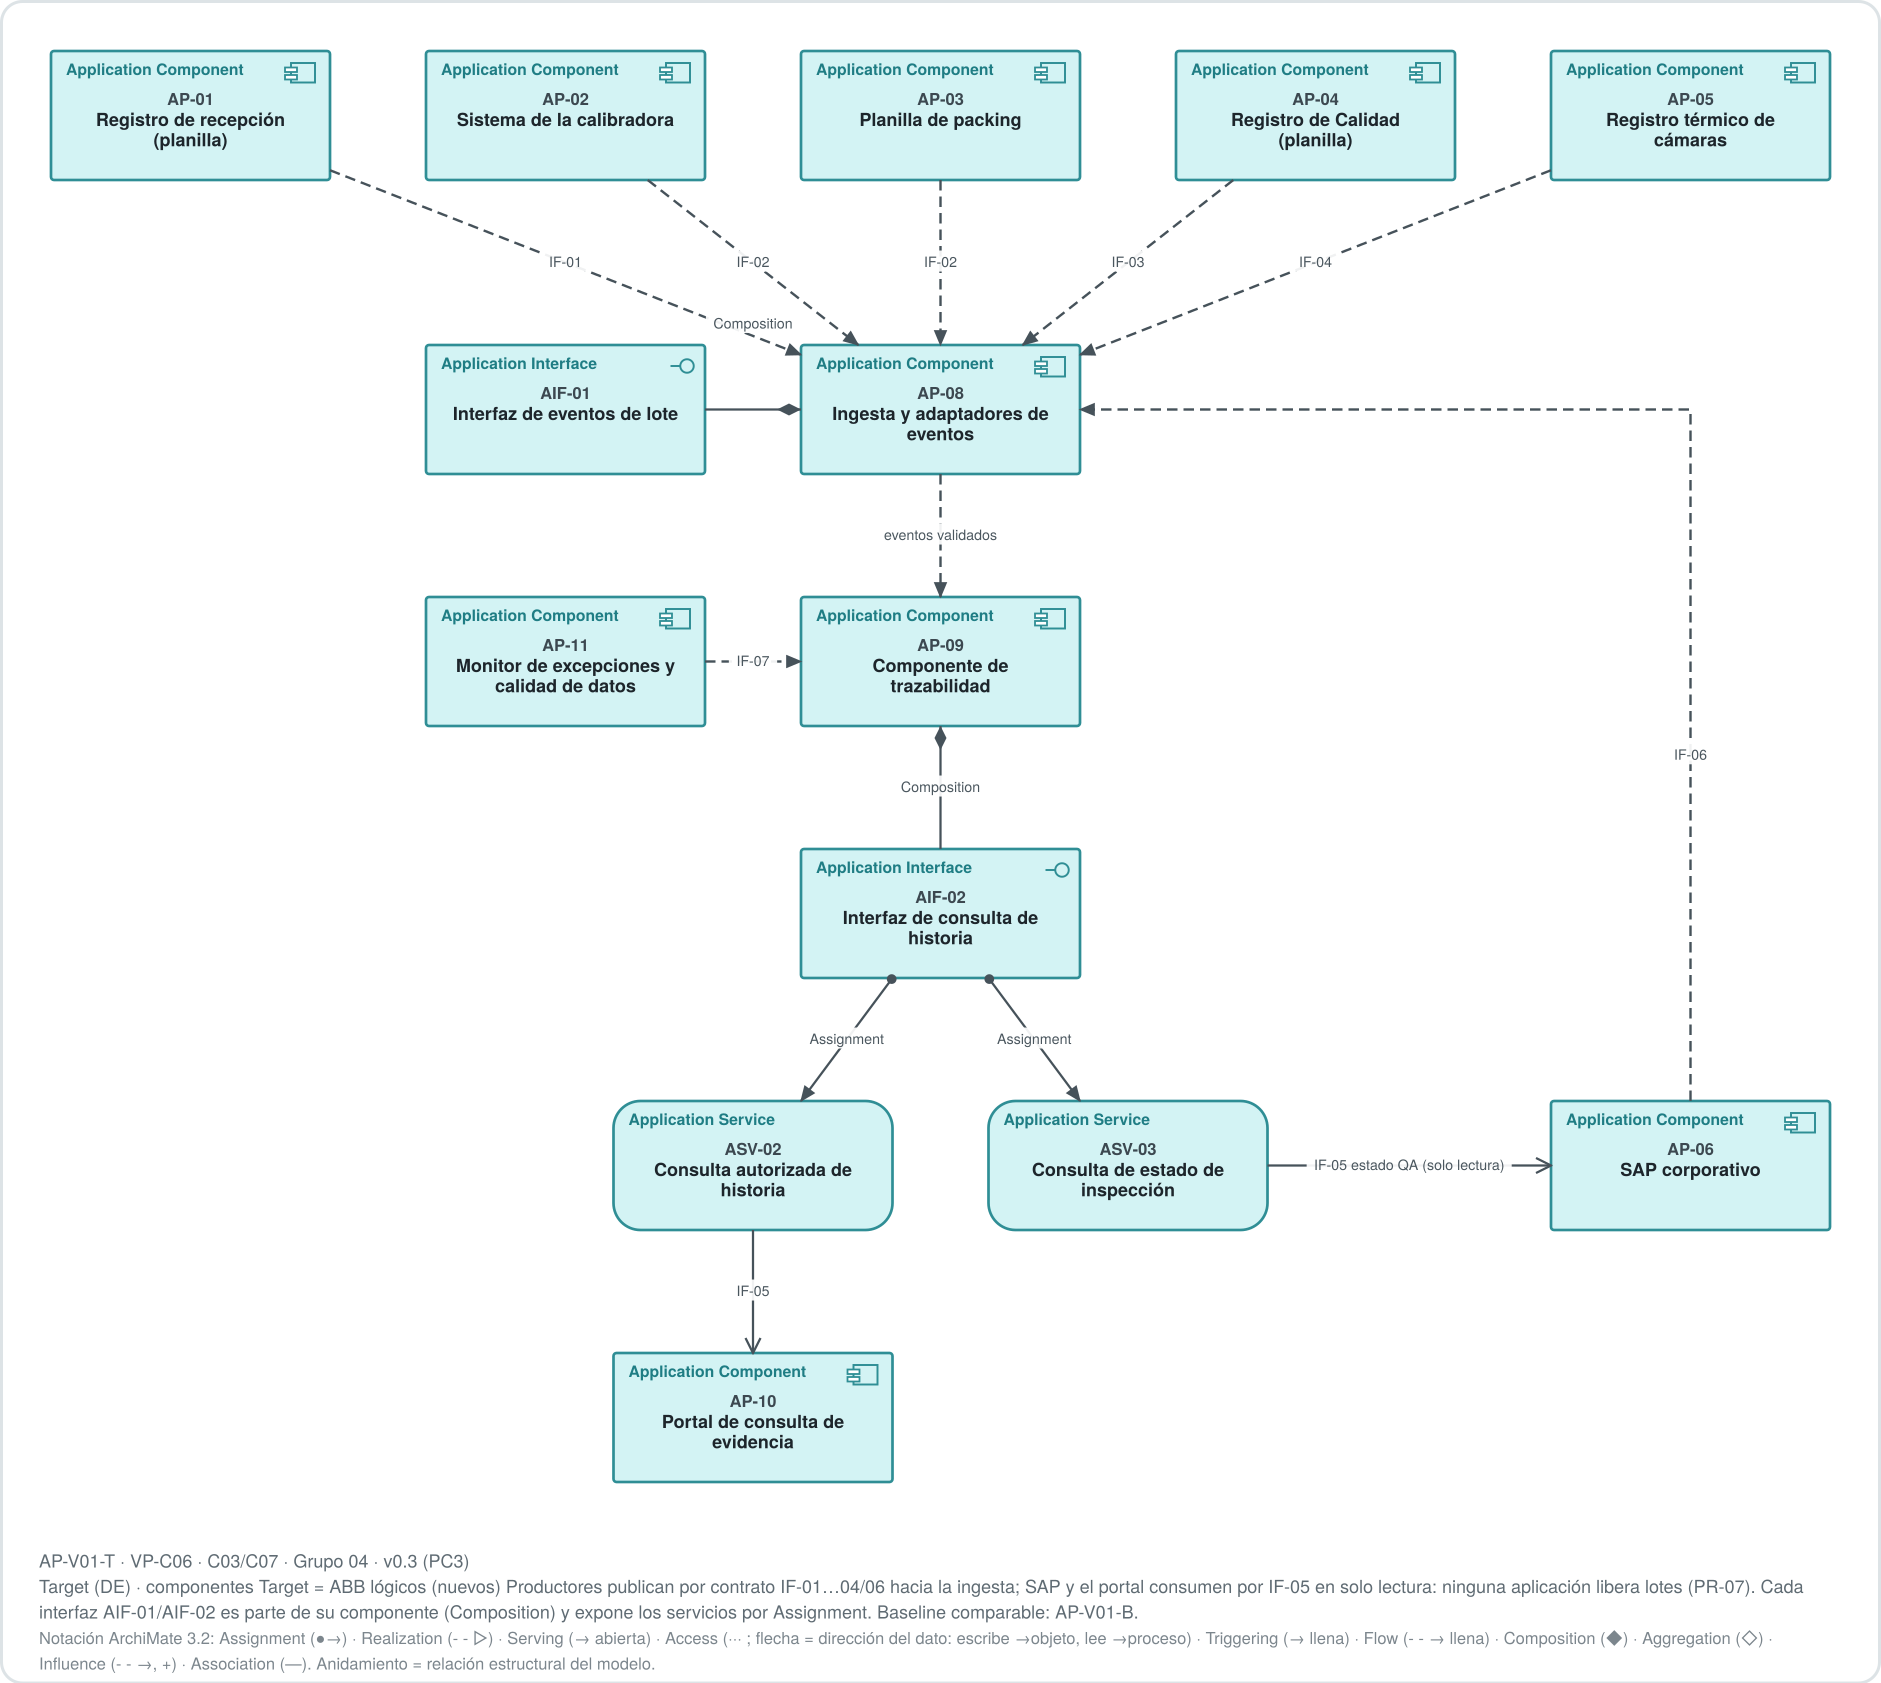 Application Component
AP-01
Registro de recepción
(planilla)
Application Component
AP-02
Sistema de la calibradora
Application Component
AP-03
Planilla de packing
Application Component
AP-04
Registro de Calidad
(planilla)
Application Component
AP-05
Registro térmico de
cámaras
IF-01
IF-02
IF-02
IF-03
IF-04
Composition
Application Interface
AIF-01
Interfaz de eventos de lote
Application Component
AP-08
Ingesta y adaptadores de
eventos
eventos validados
Application Component
AP-11
Monitor de excepciones y
calidad de datos
IF-07
Application Component
AP-09
Componente de
trazabilidad
IF-06
Composition
Application Interface
AIF-02
Interfaz de consulta de
historia
Assignment
Assignment
Application Service
ASV-02
Consulta autorizada de
historia
Application Service
ASV-03
Consulta de estado de
inspección
IF-05 estado QA (solo lectura)
Application Component
AP-06
SAP corporativo
IF-05
Application Component
AP-10
Portal de consulta de
evidencia
AP-V01-T · VP-C06 · C03/C07 · Grupo 04 · v0.3 (PC3)
Target (DE) · componentes Target = ABB lógicos (nuevos) Productores publican por contrato IF-01…04/06 hacia la ingesta; SAP y el portal consumen por IF-05 en solo lectura: ninguna aplicación libera lotes (PR-07). Cada
interfaz AIF-01/AIF-02 es parte de su componente (Composition) y expone los servicios por Assignment. Baseline comparable: AP-V01-B.
Notación ArchiMate 3.2: Assignment (●→) · Realization (- - ▷) · Serving (→ abierta) · Access (··· ; flecha = dirección del dato: escribe →objeto, lee →proceso) · Triggering (→ llena) · Flow (- - → llena) · Composition (◆) · Aggregation (◇) ·
Influence (- - →, +) · Association (—). Anidamiento = relación estructural del modelo.